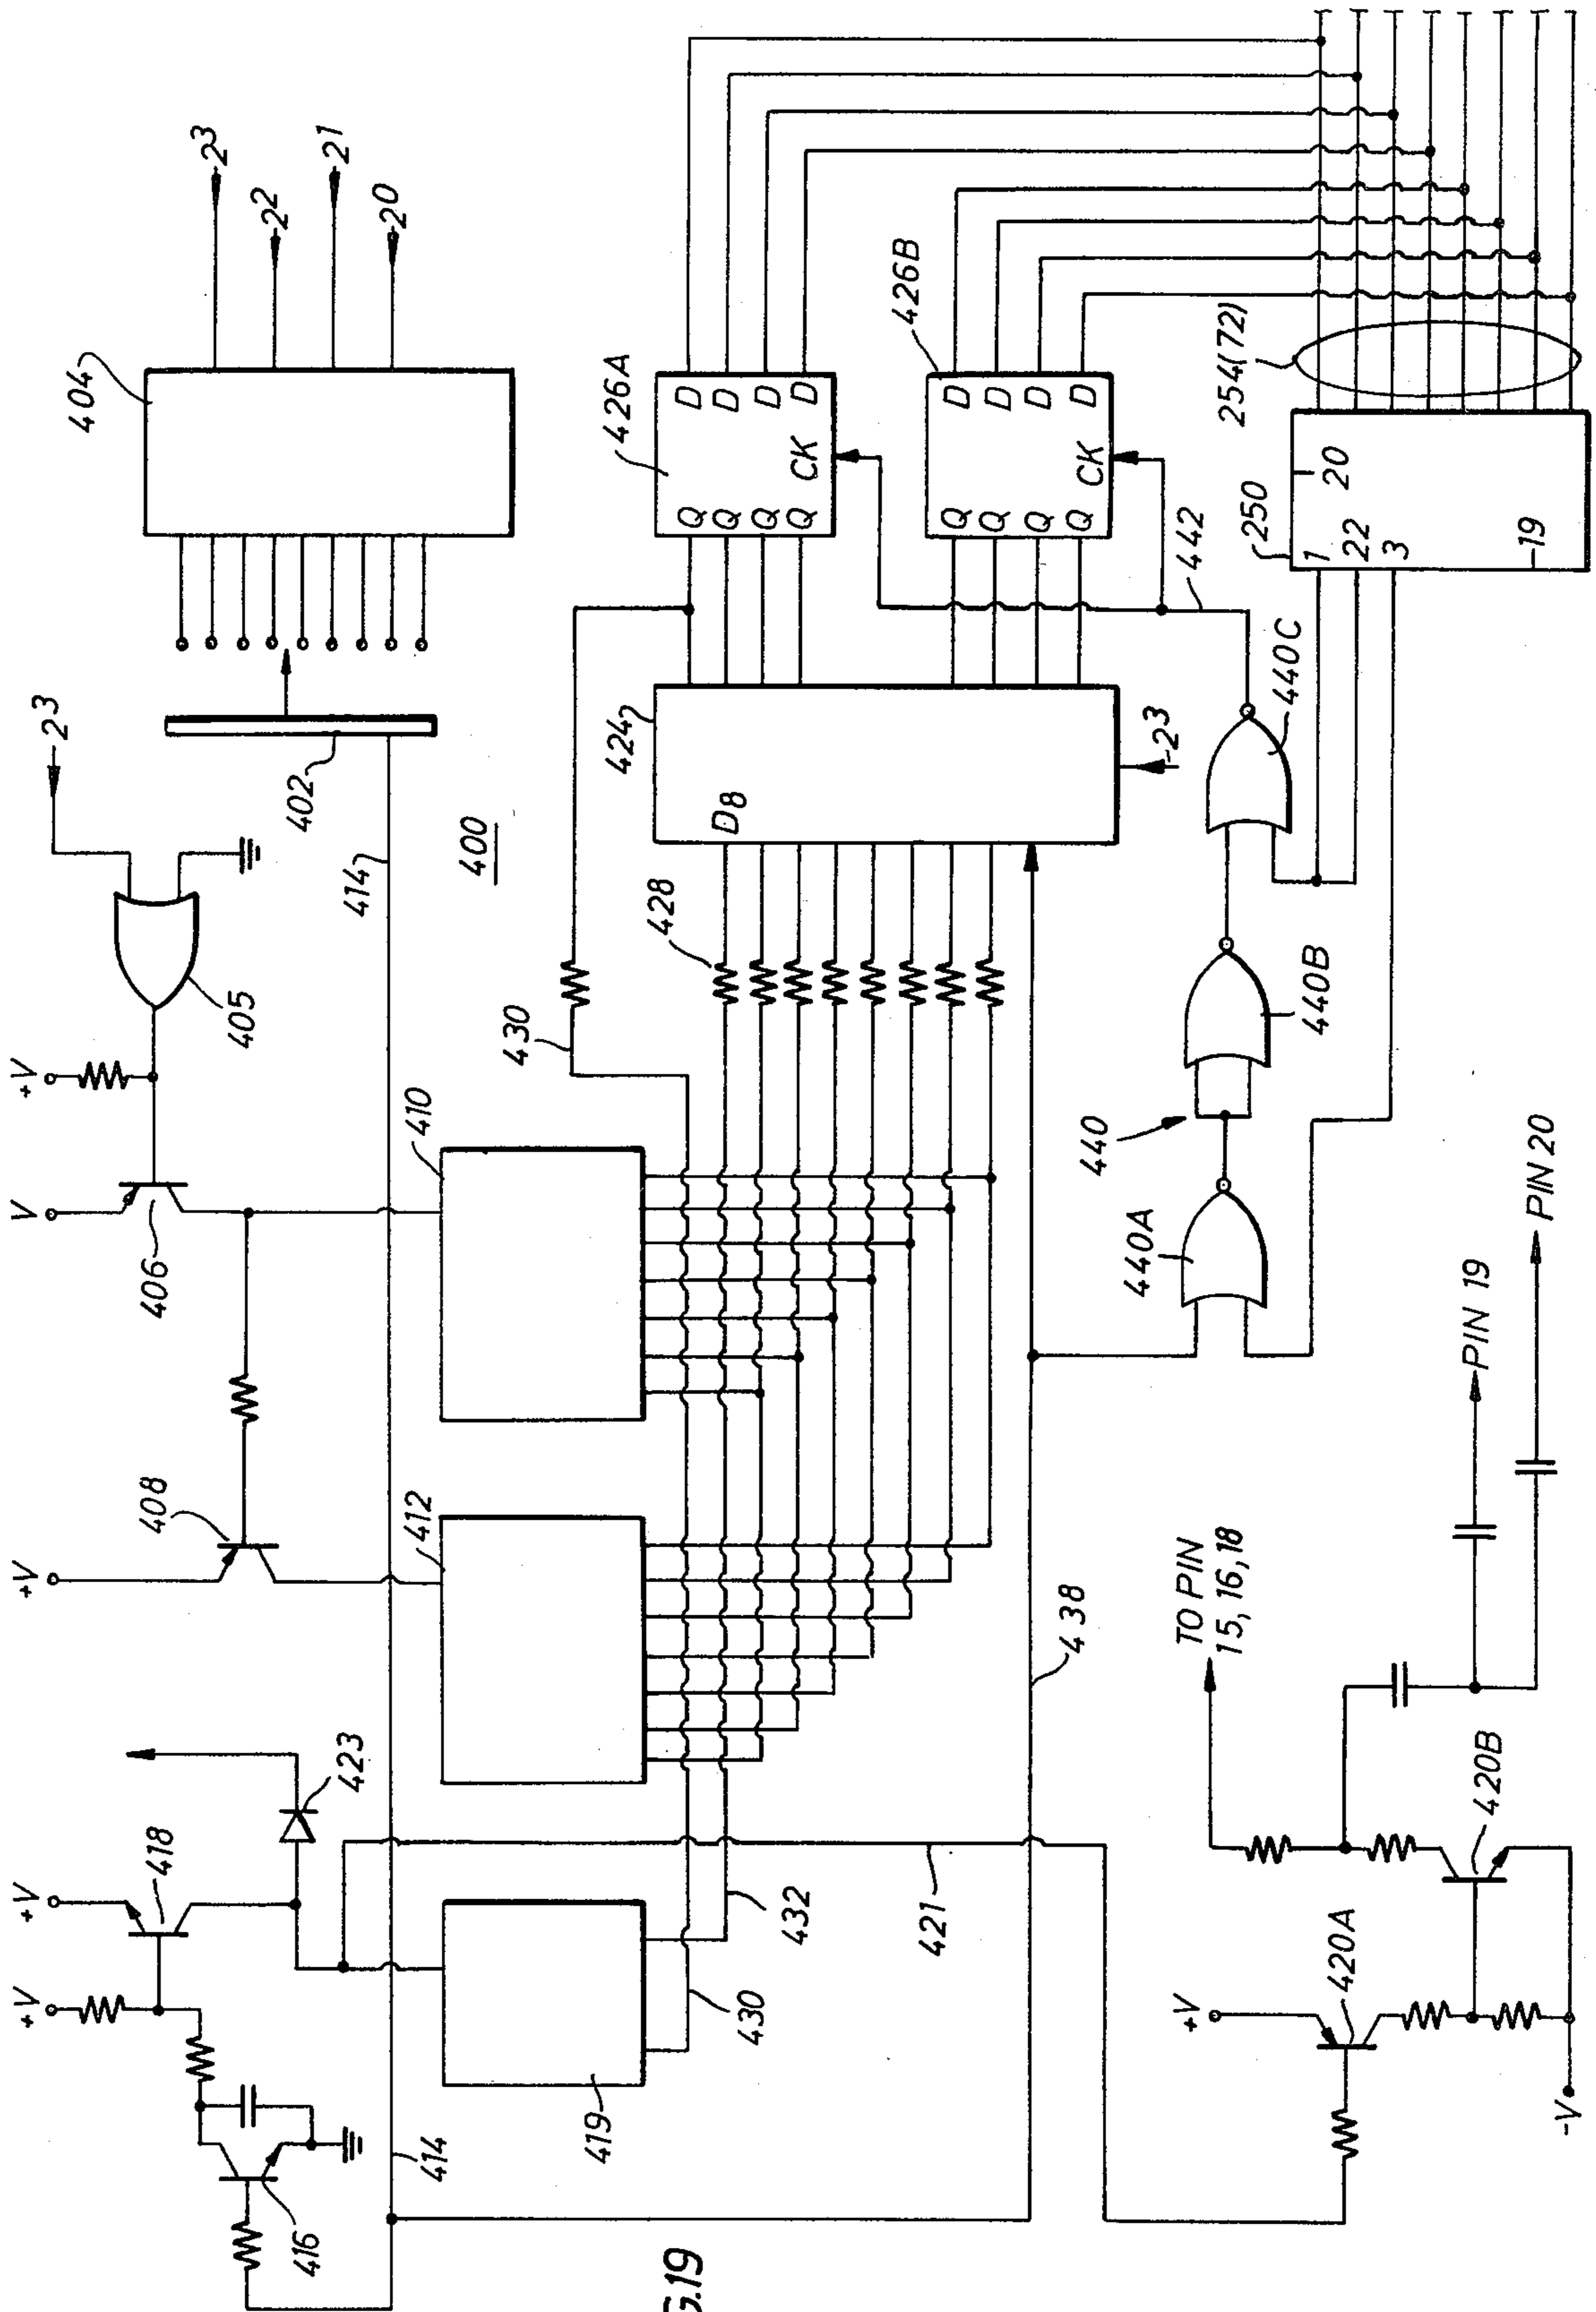 +V
+V
+V
V
+V
2³
418
408
406
404
405
2³
2²
416
423
402
2¹
2⁰
414
412
410
414
400
430
419
424
426A
G.19
428
Q
Q
Q
Q
CK
D
D
D
D
430
432
D8
421
438
426B
Q
Q
Q
Q
CK
D
D
D
D
2³
440
440A
440B
440C
442
TO PIN
15, 16, 18
+V
420A
420B
PIN 19
PIN 20
250
254(72)
1
22
3
20
19
-V